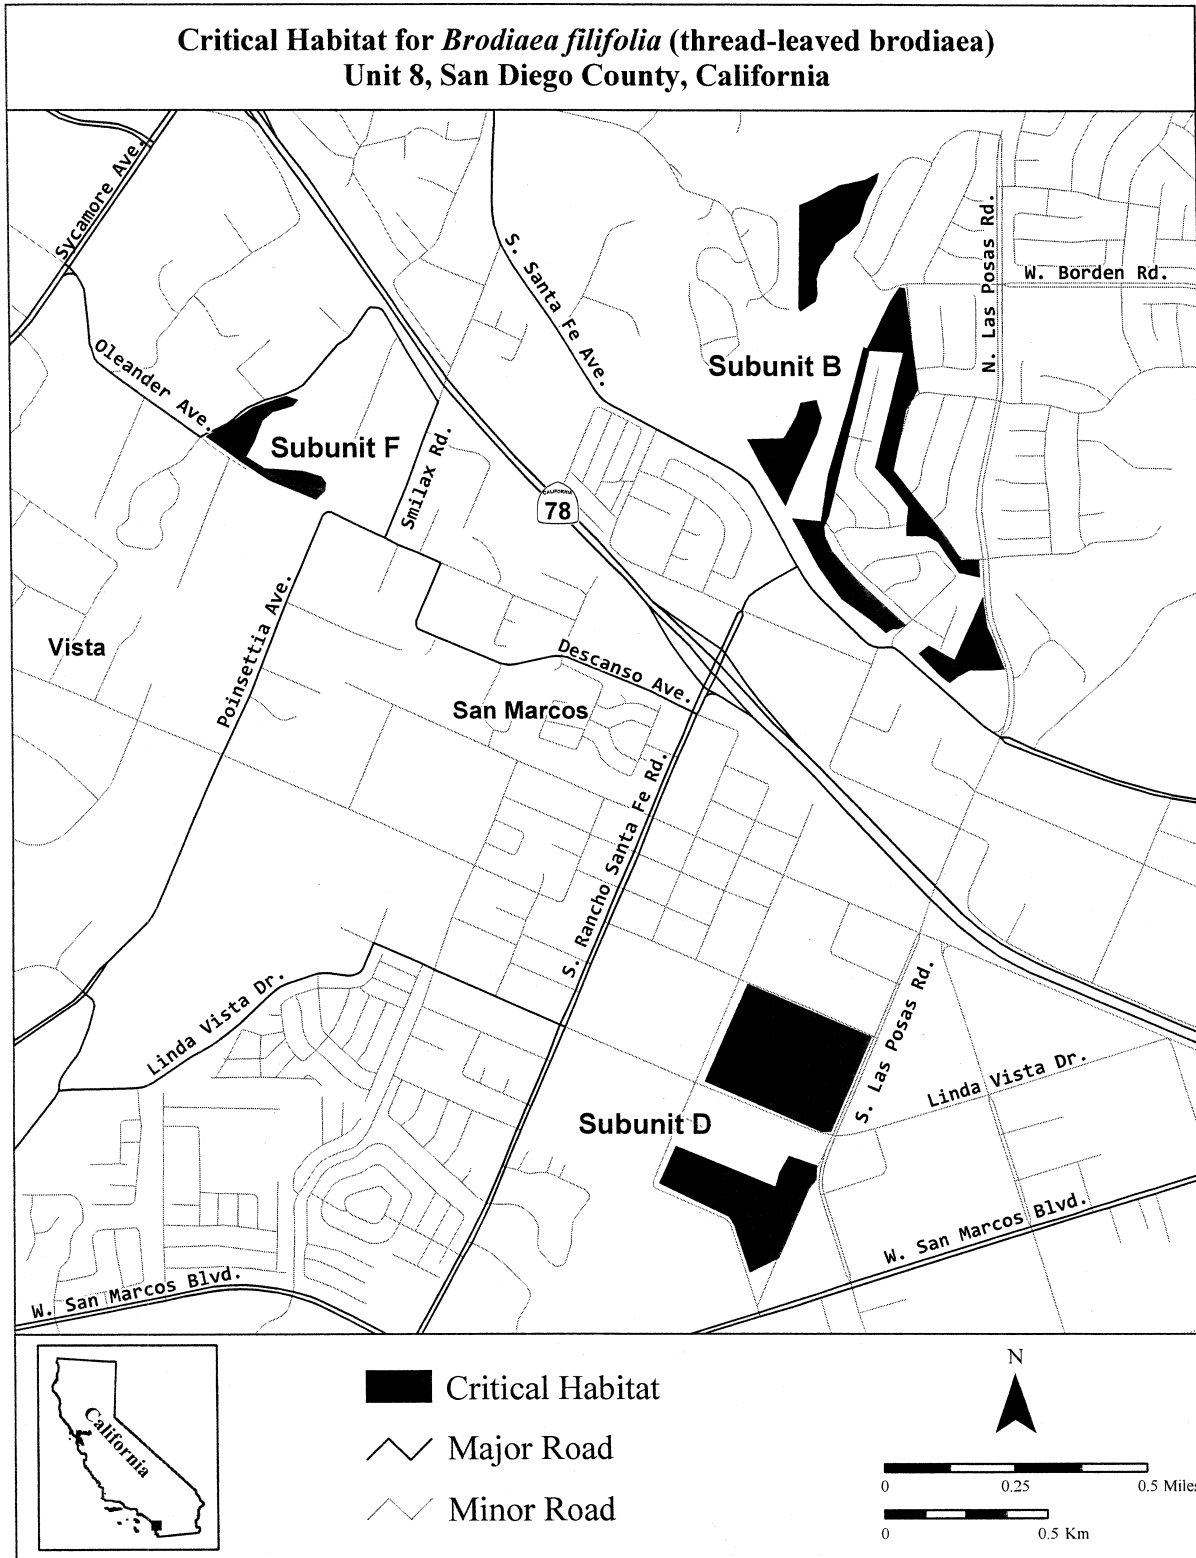 Critical Habitat for Brodiaea filifolia (thread-leaved brodiaea)
Unit 8, San Diego County, California
Sycamore Ave.
S. Santa Fe Ave.
N. Las Posas Rd.
W. Borden Rd.
Oleander Ave.
Subunit B
Subunit F
Smilax Rd.
CALIFORNIA
78
Poinsettia Ave.
Vista
Descanso Ave.
San Marcos
S. Rancho Santa Fe Rd.
Linda Vista Dr.
S. Las Posas Rd.
Linda Vista Dr.
Subunit D
W. San Marcos Blvd.
W. San Marcos Blvd.
California
Critical Habitat
Major Road
Minor Road
N
0 0.25 0.5 Miles
0 0.5 Km